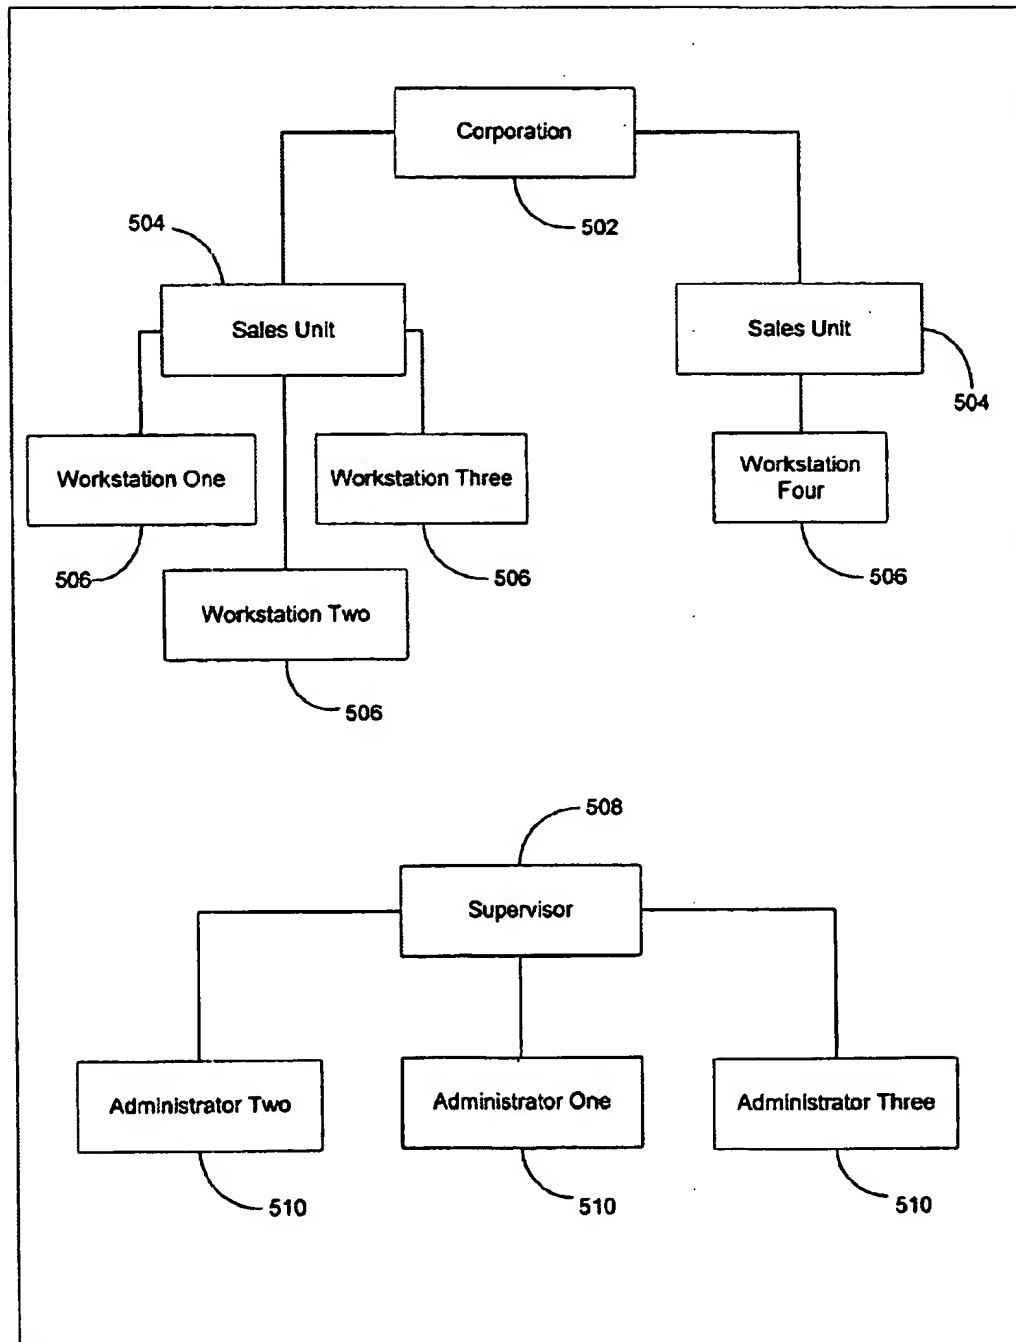 Corporation
502
504
Sales Unit
Sales Unit
504
Workstation One
Workstation Three
Workstation
Four
506
506
506
Workstation Two
506
508
Supervisor
Administrator Two
Administrator One
Administrator Three
510
510
510